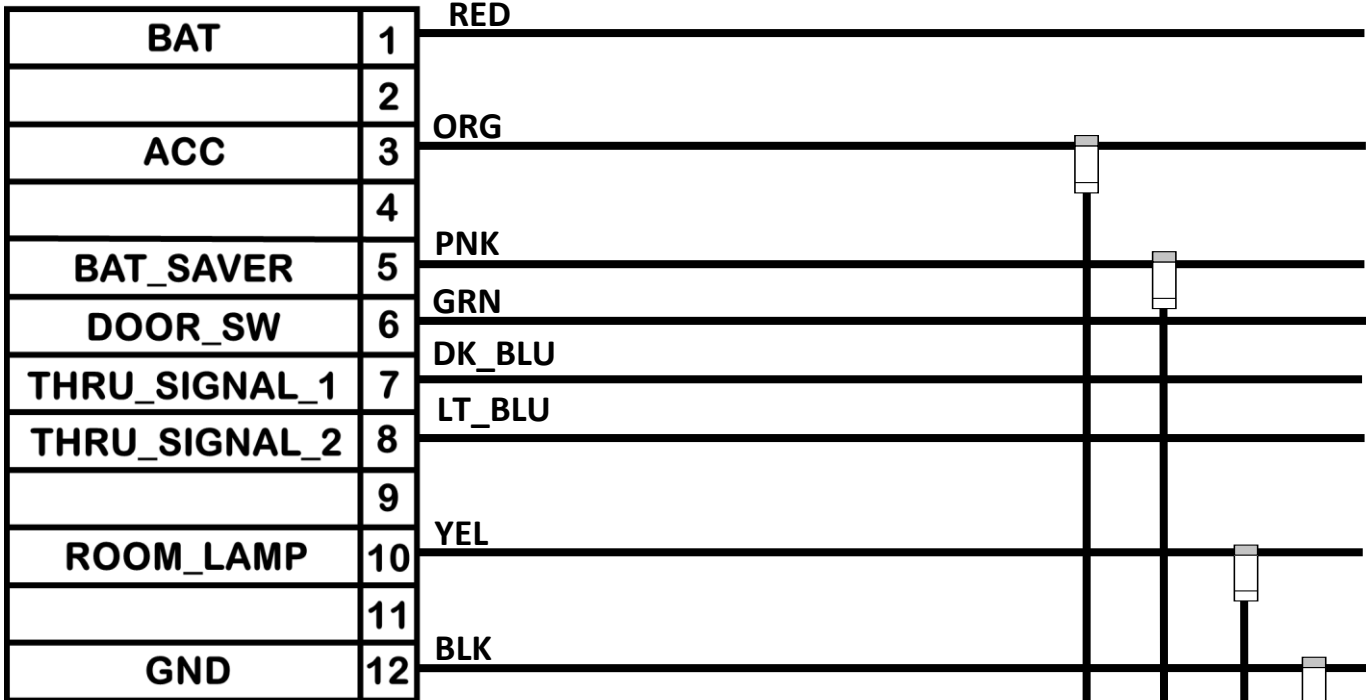 BAT 1 RED
2
ACC 3 ORG
4
BAT_SAVER 5 PNK
DOOR_SW 6 GRN
THRU_SIGNAL_1 7 DK_BLU
THRU_SIGNAL_2 8 LT_BLU
9
ROOM_LAMP 10 YEL
11
GND 12 BLK